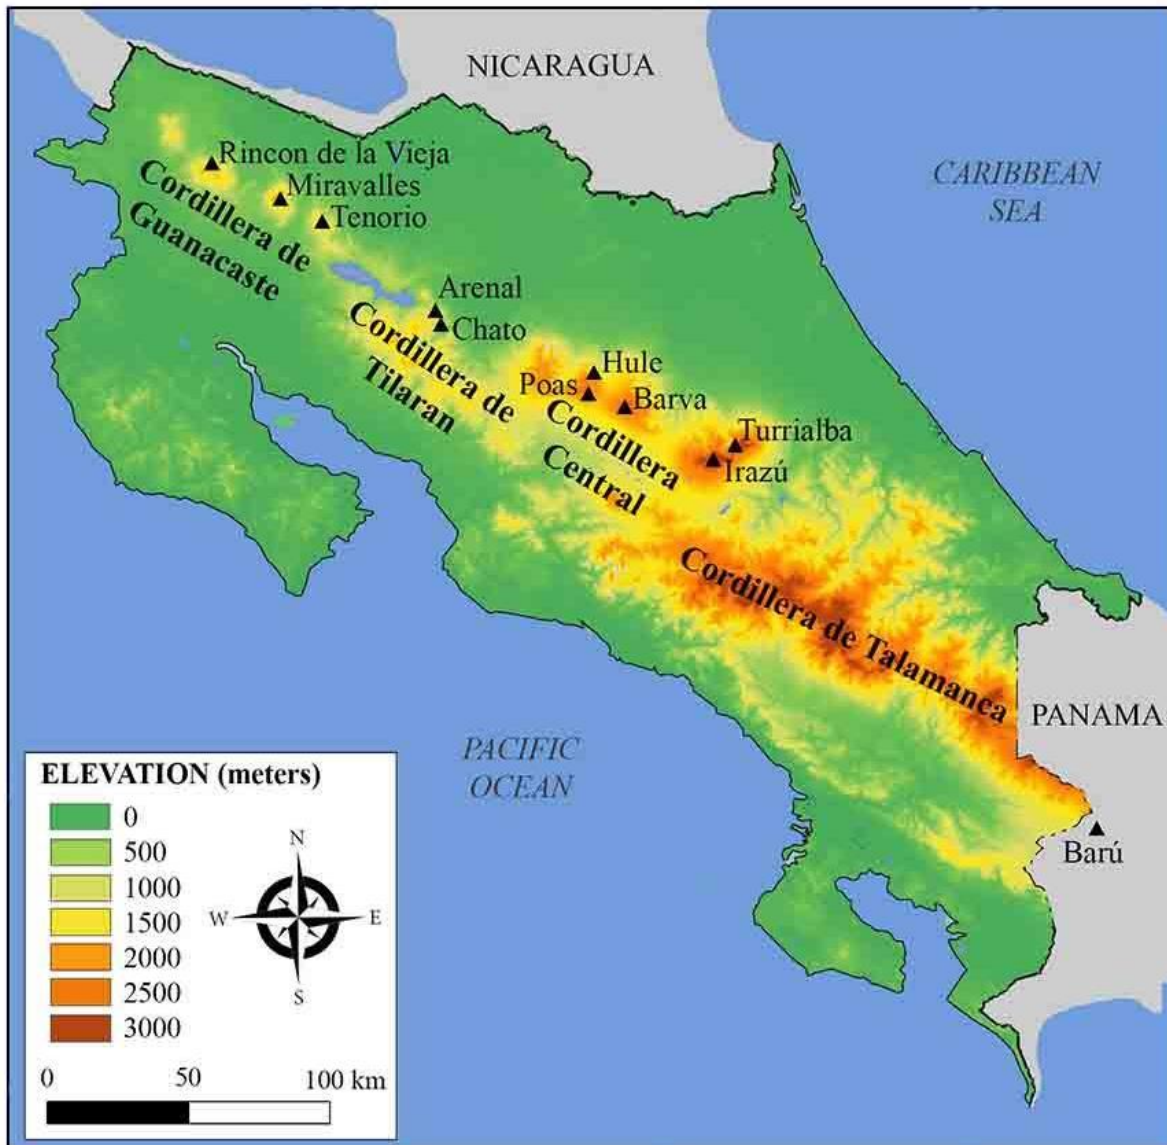 NICARAGUA
CARIBBEAN
SEA
Rincon de la Vieja
Miravalles
Tenorio
Cordillera de
Guanacaste
Arenal
Chato
Cordillera de
Tilaran
Hule
Poas
Barva
Cordillera
Central
Turrialba
Irazú
Cordillera de Talamanca
PANAMA
PACIFIC
OCEAN
Barú
ELEVATION (meters)
0
500
1000
1500
2000
2500
3000
N
W E
S
0 50 100 km